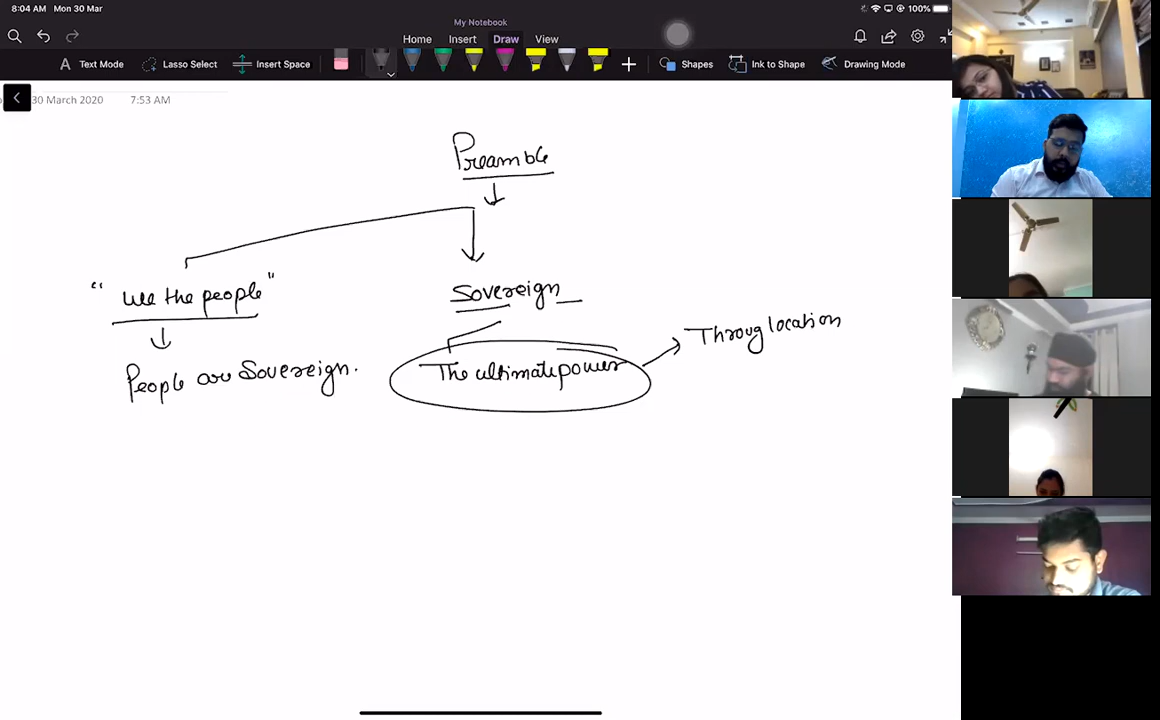 8:04 AM Mon 30 Mar
100%
My Notebook
Home Insert Draw View
Text Mode Lasso Select Insert Space Shapes Ink to Shape Drawing Mode
30 March 2020 7:53 AM
Preamble
"We the people"
Sovereign
Throug location
People are Sovereign.
The ultimate power